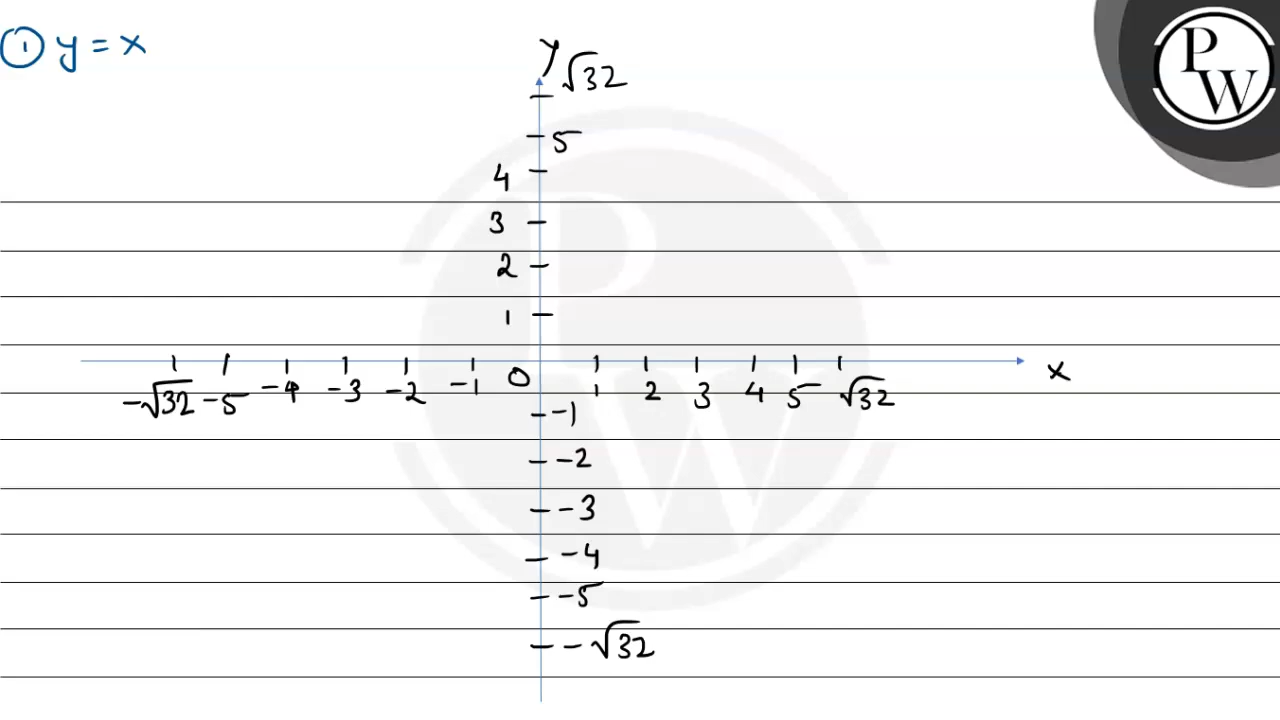 ① y = x
y
√32
5
4
3
2
1
-√32 -5 -4 -3 -2 -1 0 1 2 3 4 5 √32 x
-1
-2
-3
-4
-5
-√32
P
W